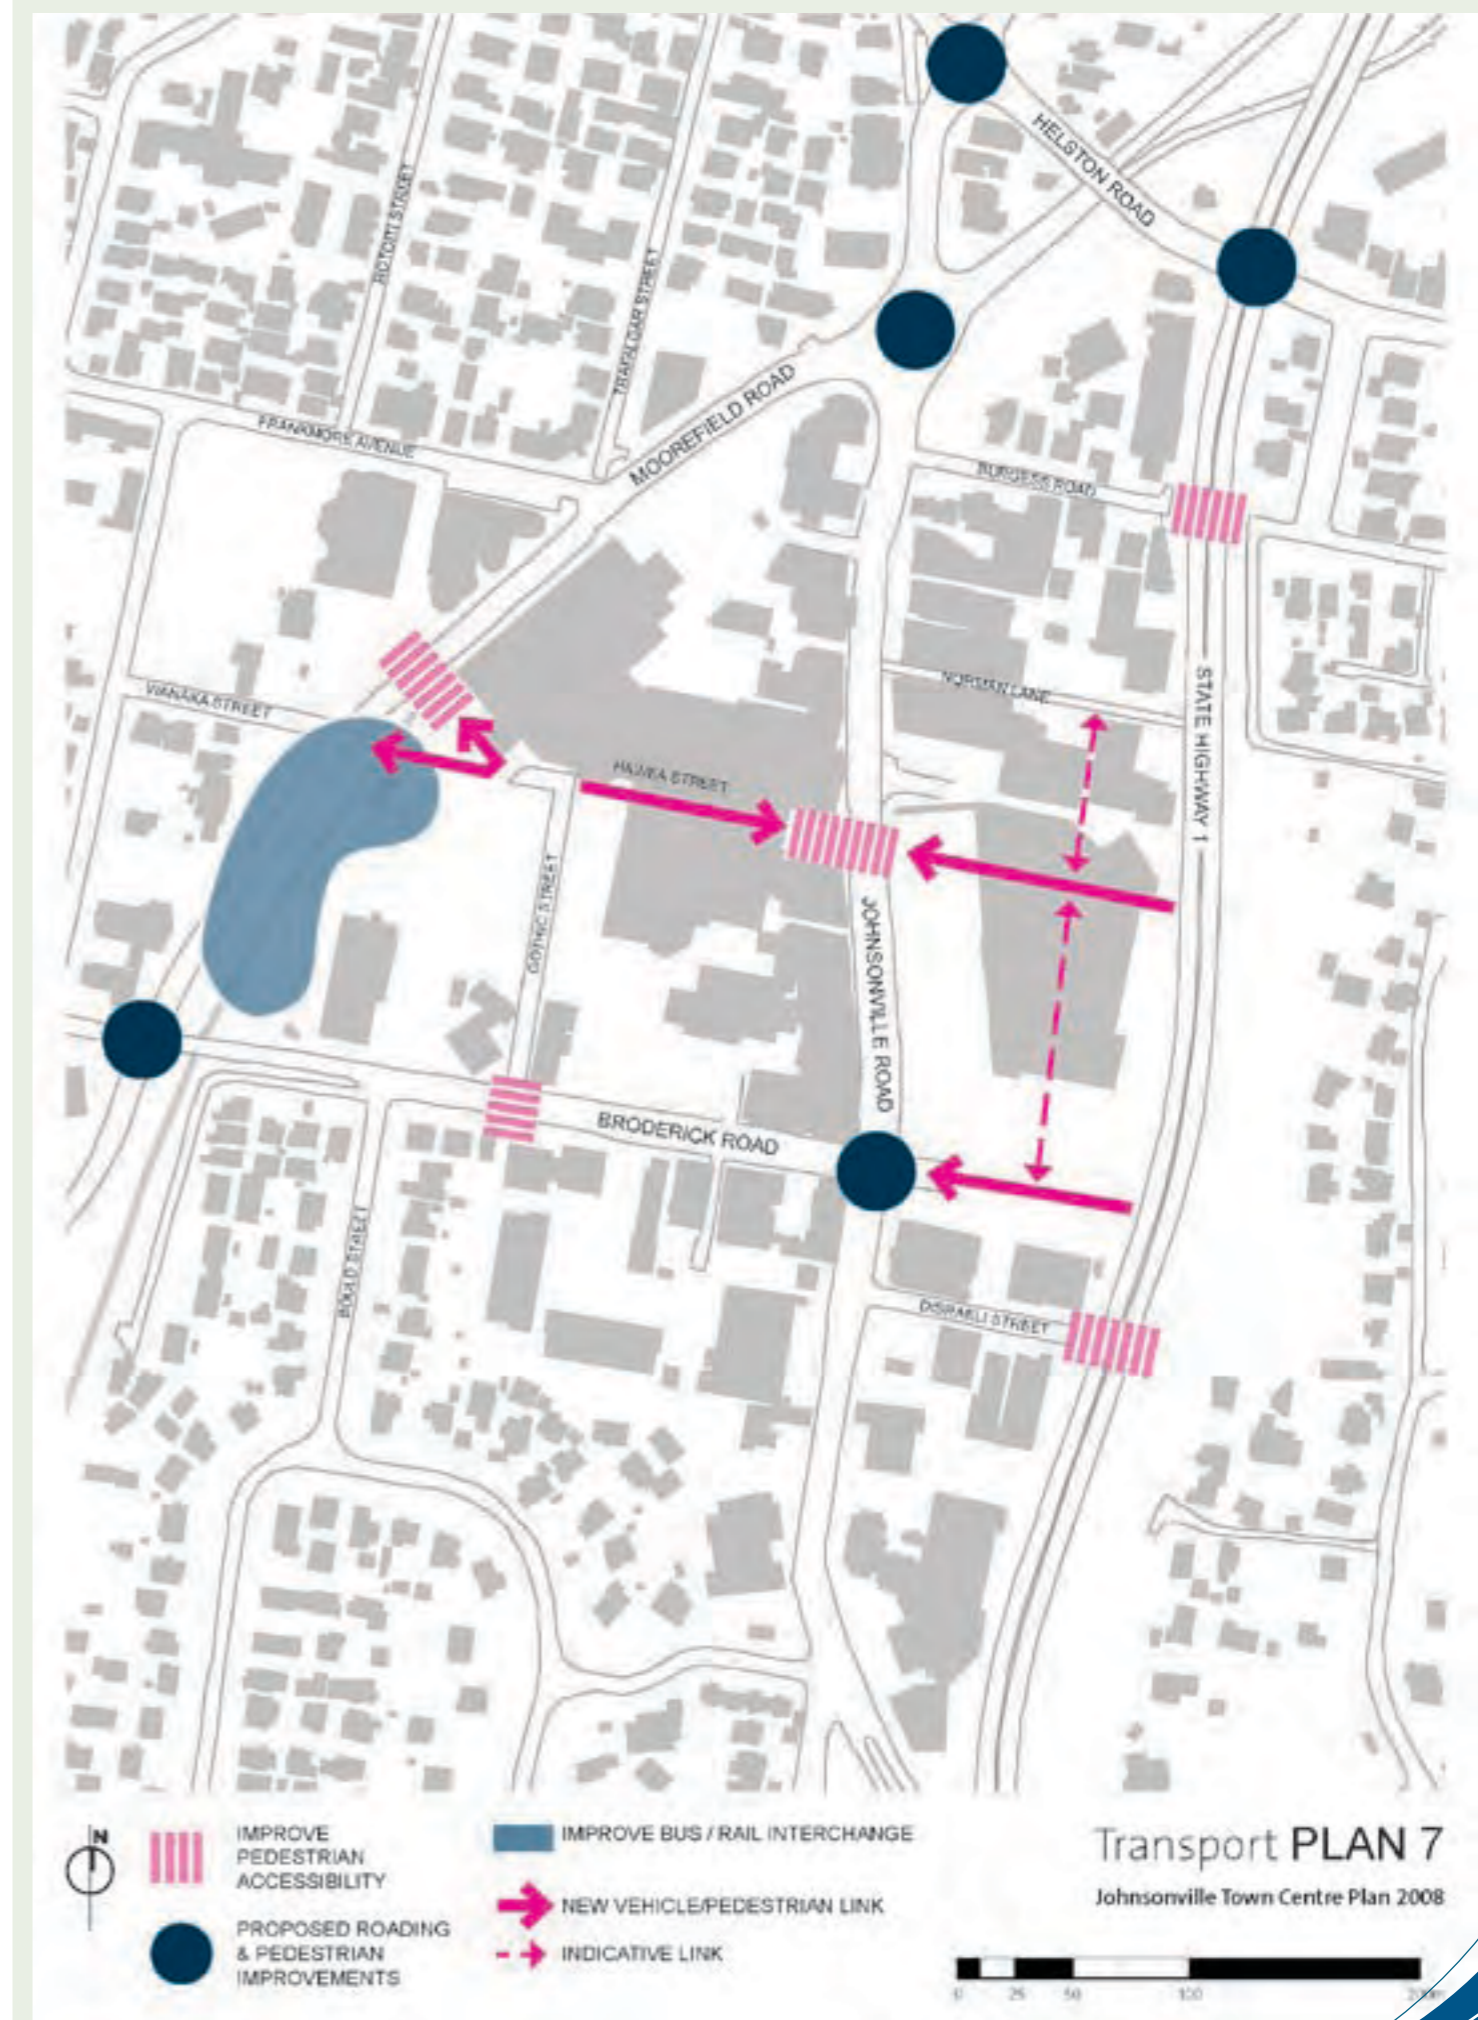 HELSTON ROAD
ROTOITI STREET
TRAFALGAR STREET
MOOREFIELD ROAD
FRANKMORE AVENUE
BURGESS ROAD
NORMAN LANE
WANAKA STREET
STATE HIGHWAY 1
HAWEA STREET
GOTHIC STREET
JOHNSONVILLE ROAD
BRODERICK ROAD
BOULD STREET
DISRAELI STREET
N
IMPROVE
PEDESTRIAN
ACCESSIBILITY
PROPOSED ROADING
& PEDESTRIAN
IMPROVEMENTS
IMPROVE BUS / RAIL INTERCHANGE
NEW VEHICLE/PEDESTRIAN LINK
INDICATIVE LINK
Transport PLAN 7
Johnsonville Town Centre Plan 2008
0 25 50 100